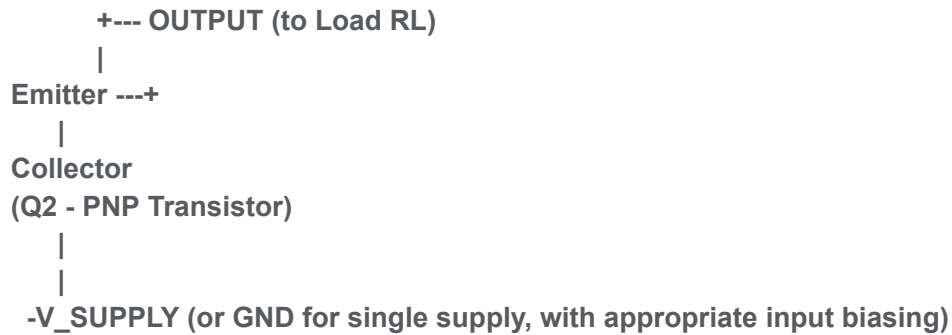 +--- OUTPUT (to Load RL)
|
Emitter ---+
|
Collector
(Q2 - PNP Transistor)
|
|
-V_SUPPLY (or GND for single supply, with appropriate input biasing)